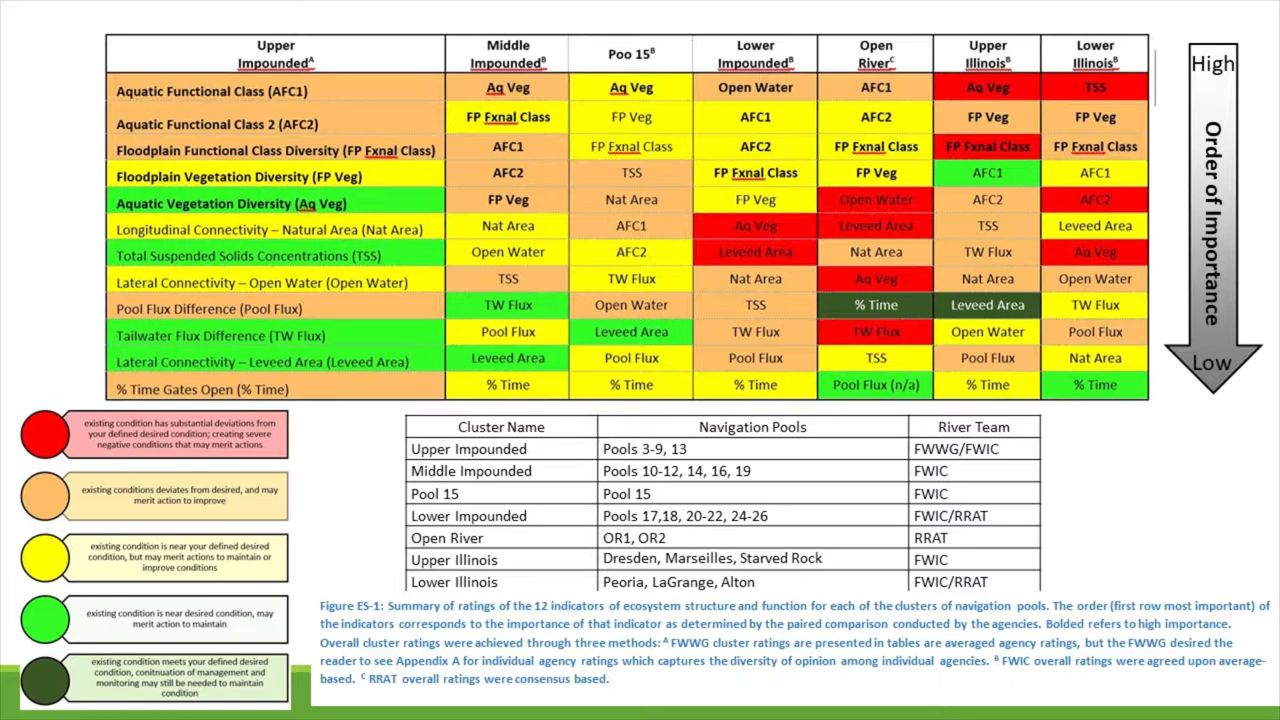 Upper Impounded^A Middle Impounded^B Poo 15^B Lower Impounded^B Open River^C Upper Illinois^B Lower Illinois^B
Aquatic Functional Class (AFC1) Aq Veg Aq Veg Open Water AFC1 Aq Veg TSS
Aquatic Functional Class 2 (AFC2) FP Fxnal Class FP Veg AFC1 AFC2 FP Veg FP Veg
Floodplain Functional Class Diversity (FP Fxnal Class) AFC1 FP Fxnal Class AFC2 FP Fxnal Class FP Fxnal Class FP Fxnal Class
Floodplain Vegetation Diversity (FP Veg) AFC2 TSS FP Fxnal Class FP Veg AFC1 AFC1
Aquatic Vegetation Diversity (Aq Veg) FP Veg Nat Area FP Veg Open Water AFC2 AFC2
Longitudinal Connectivity – Natural Area (Nat Area) Nat Area AFC1 Aq Veg Leveed Area TSS Leveed Area
Total Suspended Solids Concentrations (TSS) Open Water AFC2 Leveed Area Nat Area TW Flux Aq Veg
Lateral Connectivity – Open Water (Open Water) TSS TW Flux Nat Area Aq Veg Nat Area Open Water
Pool Flux Difference (Pool Flux) TW Flux Open Water TSS % Time Leveed Area TW Flux
Tailwater Flux Difference (TW Flux) Pool Flux Leveed Area TW Flux TW Flux Open Water Pool Flux
Lateral Connectivity – Leveed Area (Leveed Area) Leveed Area Pool Flux Pool Flux TSS Pool Flux Nat Area
% Time Gates Open (% Time) % Time % Time % Time Pool Flux (n/a) % Time % Time
High
Order of Importance
Low
existing condition has substantial deviations from
your defined desired condition; creating severe
negative conditions that may merit actions
existing conditions deviates from desired, and may
merit action to improve
existing condition is near your defined desired
condition, but may merit actions to maintain or
improve conditions
existing condition is near desired condition, may
merit action to maintain
existing condition meets your defined desired
condition, conitnuation of management and
monitoring may still be needed to maintain
condition
Cluster Name Navigation Pools River Team
Upper Impounded Pools 3-9, 13 FWWG/FWIC
Middle Impounded Pools 10-12, 14, 16, 19 FWIC
Pool 15 Pool 15 FWIC
Lower Impounded Pools 17,18, 20-22, 24-26 FWIC/RRAT
Open River OR1, OR2 RRAT
Upper Illinois Dresden, Marseilles, Starved Rock FWIC
Lower Illinois Peoria, LaGrange, Alton FWIC/RRAT
Figure ES-1: Summary of ratings of the 12 indicators of ecosystem structure and function for each of the clusters of navigation pools. The order (first row most important) of
the indicators corresponds to the importance of that indicator as determined by the paired comparison conducted by the agencies. Bolded refers to high importance.
Overall cluster ratings were achieved through three methods: ^A FWWG cluster ratings are presented in tables are averaged agency ratings, but the FWWG desired the
reader to see Appendix A for individual agency ratings which captures the diversity of opinion among individual agencies. ^B FWIC overall ratings were agreed upon average-
based. ^C RRAT overall ratings were consensus based.